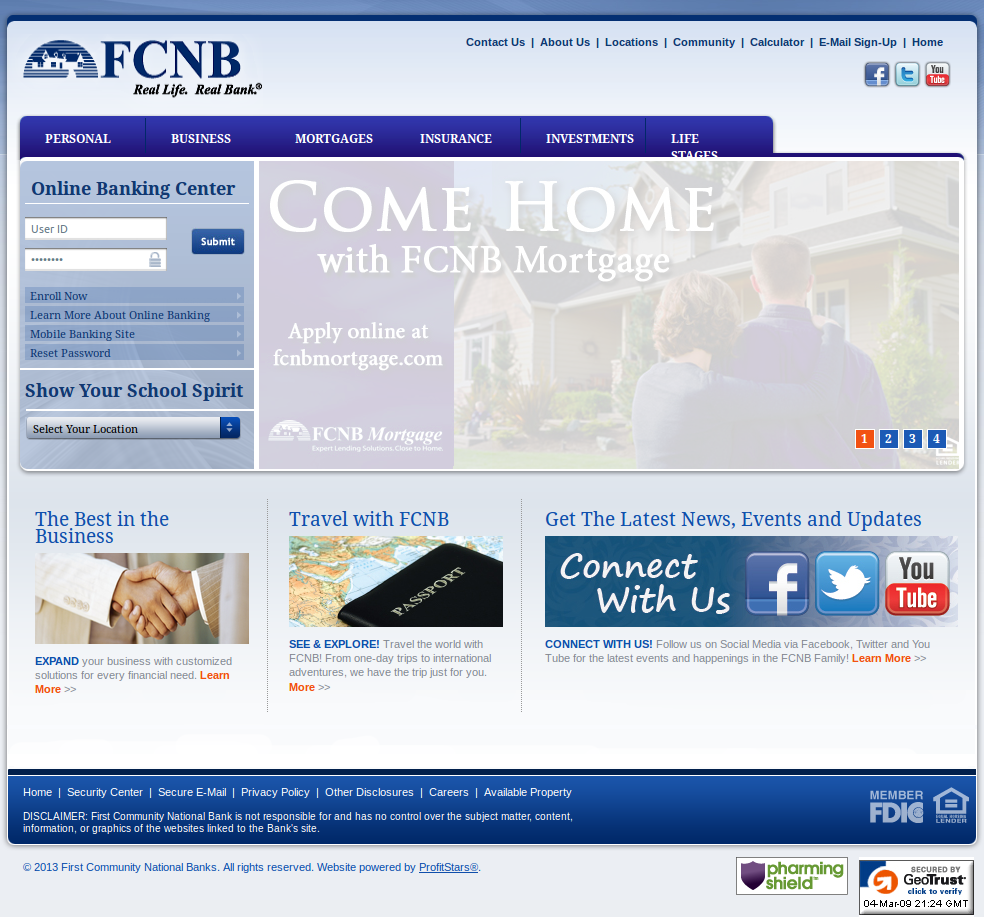 FCNB
Real Life. Real Bank.®
Contact Us | About Us | Locations | Community | Calculator | E-Mail Sign-Up | Home
You
Tube
PERSONAL BUSINESS MORTGAGES INSURANCE INVESTMENTS LIFE
STAGES
Online Banking Center
User ID
Submit
••••••••
Enroll Now
Learn More About Online Banking
Mobile Banking Site
Reset Password
Show Your School Spirit
Select Your Location
COME HOME
with FCNB Mortgage
Apply online at
fcnbmortgage.com
FCNB Mortgage
Expert Lending Solutions, Close to Home
1 2 3 4
LENDER
The Best in the
Business
EXPAND your business with customized
solutions for every financial need. Learn
More >>
Travel with FCNB
PASSPORT
SEE & EXPLORE! Travel the world with
FCNB! From one-day trips to international
adventures, we have the trip just for you.
More >>
Get The Latest News, Events and Updates
Connect
With Us
You
Tube
CONNECT WITH US! Follow us on Social Media via Facebook, Twitter and You
Tube for the latest events and happenings in the FCNB Family! Learn More >>
Home | Security Center | Secure E-Mail | Privacy Policy | Other Disclosures | Careers | Available Property
DISCLAIMER: First Community National Bank is not responsible for and has no control over the subject matter, content,
information, or graphics of the websites linked to the Bank's site.
MEMBER
FDIC
EQUAL HOUSING
LENDER
© 2013 First Community National Banks. All rights reserved. Website powered by ProfitStars®.
pharming
shield™
SECURED BY
GeoTrust
click to verify
04-Mar-09 21:24 GMT